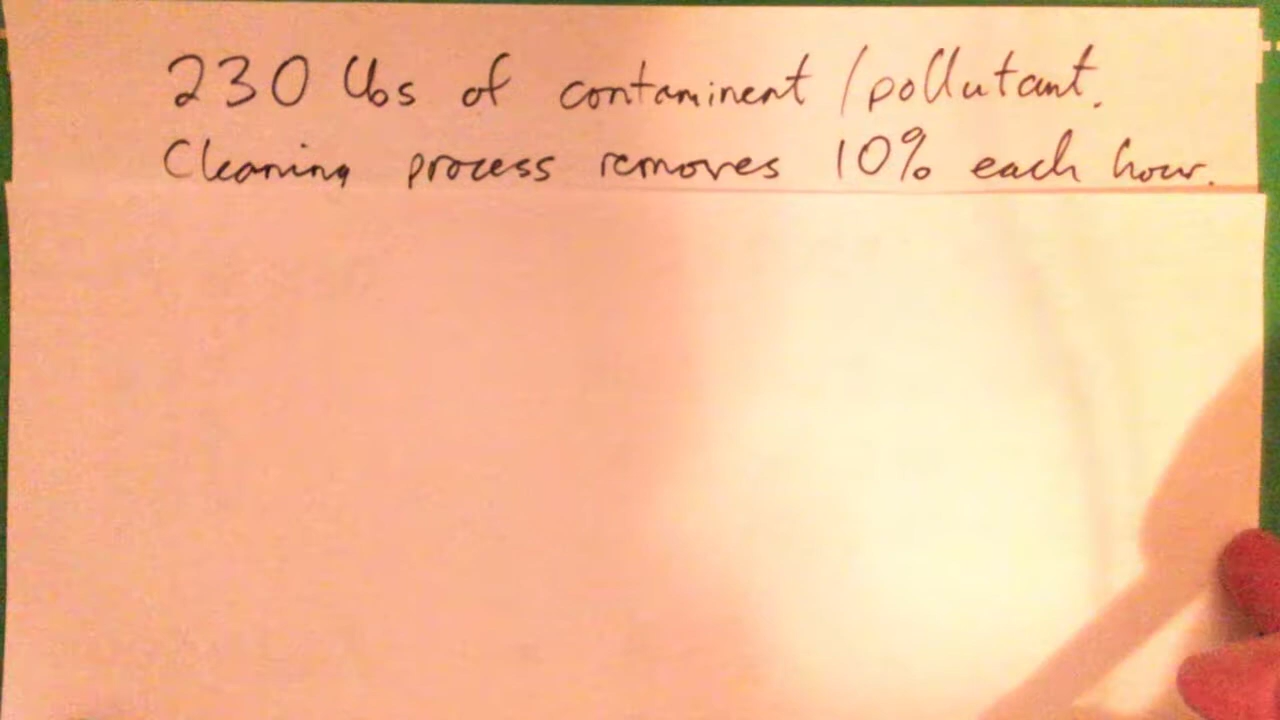 230 lbs of contaminent / pollutant.
Cleaning process removes 10% each hour.